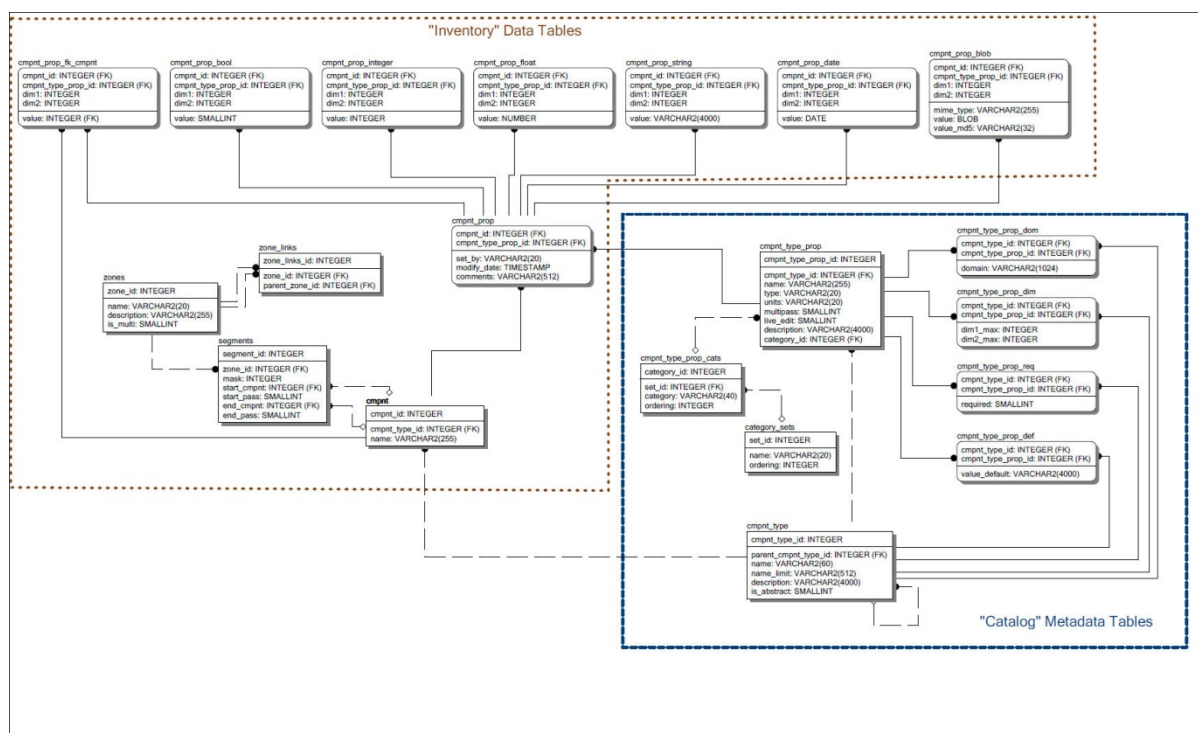 "Inventory" Data Tables
cmpnt_prop_fk_cmpnt
cmpnt_id: INTEGER (FK)
cmpnt_type_prop_id: INTEGER (FK)
dim1: INTEGER
dim2: INTEGER
value: INTEGER (FK)
cmpnt_prop_bool
cmpnt_id: INTEGER (FK)
cmpnt_type_prop_id: INTEGER (FK)
dim1: INTEGER
dim2: INTEGER
value: SMALLINT
cmpnt_prop_integer
cmpnt_id: INTEGER (FK)
cmpnt_type_prop_id: INTEGER (FK)
dim1: INTEGER
dim2: INTEGER
value: INTEGER
cmpnt_prop_float
cmpnt_id: INTEGER (FK)
cmpnt_type_prop_id: INTEGER (FK)
dim1: INTEGER
dim2: INTEGER
value: NUMBER
cmpnt_prop_string
cmpnt_id: INTEGER (FK)
cmpnt_type_prop_id: INTEGER (FK)
dim1: INTEGER
dim2: INTEGER
value: VARCHAR2(4000)
cmpnt_prop_date
cmpnt_id: INTEGER (FK)
cmpnt_type_prop_id: INTEGER (FK)
dim1: INTEGER
dim2: INTEGER
value: DATE
cmpnt_prop_blob
cmpnt_id: INTEGER (FK)
cmpnt_type_prop_id: INTEGER (FK)
dim1: INTEGER
dim2: INTEGER
mime_type: VARCHAR2(255)
value: BLOB
value_md5: VARCHAR2(32)
cmpnt_prop
cmpnt_id: INTEGER (FK)
cmpnt_type_prop_id: INTEGER (FK)
set_by: VARCHAR2(20)
modify_date: TIMESTAMP
comments: VARCHAR2(512)
zone_links
zone_links_id: INTEGER
zone_id: INTEGER (FK)
parent_zone_id: INTEGER (FK)
zones
zone_id: INTEGER
name: VARCHAR2(20)
description: VARCHAR2(255)
is_multi: SMALLINT
segments
segment_id: INTEGER
zone_id: INTEGER (FK)
mask: INTEGER
start_cmpnt: INTEGER (FK)
start_pass: SMALLINT
end_cmpnt: INTEGER (FK)
end_pass: SMALLINT
cmpnt
cmpnt_id: INTEGER
cmpnt_type_id: INTEGER (FK)
name: VARCHAR2(255)
cmpnt_type_prop
cmpnt_type_prop_id: INTEGER
cmpnt_type_id: INTEGER (FK)
name: VARCHAR2(255)
type: VARCHAR2(20)
units: VARCHAR2(20)
multipass: SMALLINT
live_edit: SMALLINT
description: VARCHAR2(4000)
category_id: INTEGER (FK)
cmpnt_type_prop_dom
cmpnt_type_id: INTEGER (FK)
cmpnt_type_prop_id: INTEGER (FK)
domain: VARCHAR2(1024)
cmpnt_type_prop_dim
cmpnt_type_id: INTEGER (FK)
cmpnt_type_prop_id: INTEGER (FK)
dim1_max: INTEGER
dim2_max: INTEGER
cmpnt_type_prop_cats
category_id: INTEGER
set_id: INTEGER (FK)
category: VARCHAR2(40)
ordering: INTEGER
cmpnt_type_prop_req
cmpnt_type_id: INTEGER (FK)
cmpnt_type_prop_id: INTEGER (FK)
required: SMALLINT
category_sets
set_id: INTEGER
name: VARCHAR2(20)
ordering: INTEGER
cmpnt_type_prop_def
cmpnt_type_id: INTEGER (FK)
cmpnt_type_prop_id: INTEGER (FK)
value_default: VARCHAR2(4000)
cmpnt_type
cmpnt_type_id: INTEGER
parent_cmpnt_type_id: INTEGER (FK)
name: VARCHAR2(60)
name_limit: VARCHAR2(512)
description: VARCHAR2(4000)
is_abstract: SMALLINT
"Catalog" Metadata Tables